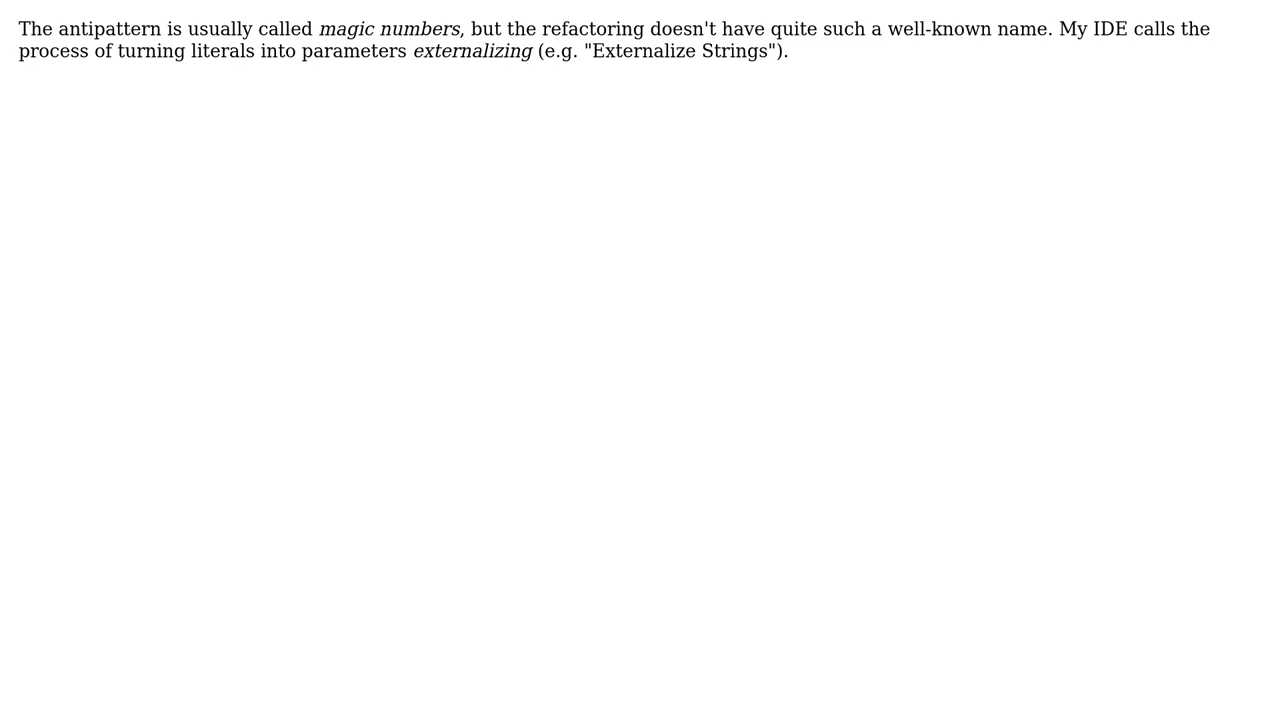 The antipattern is usually called magic numbers, but the refactoring doesn't have quite such a well-known name. My IDE calls the
process of turning literals into parameters externalizing (e.g. "Externalize Strings").